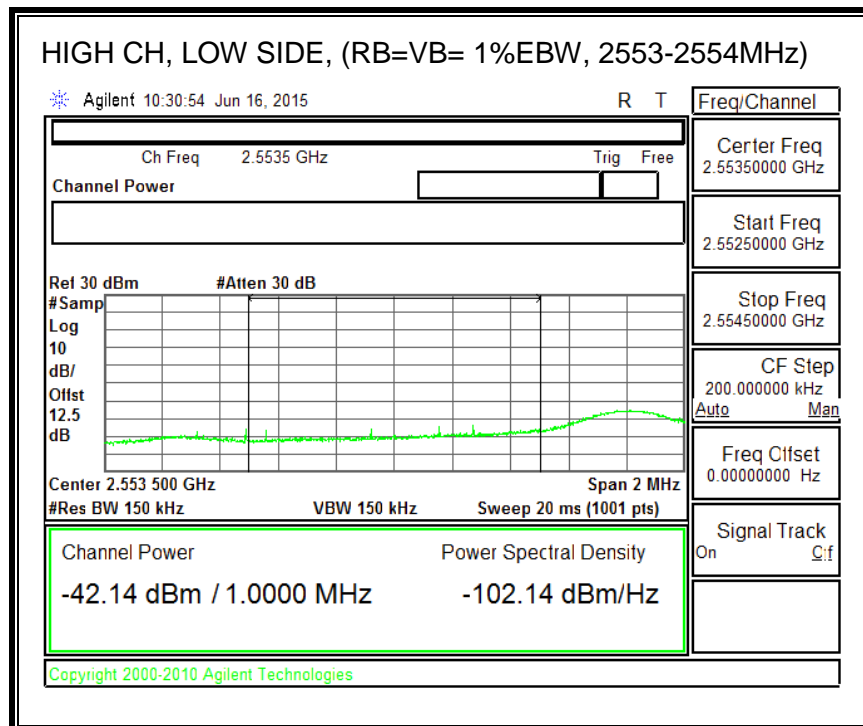 HIGH CH, LOW SIDE, (RB=VB= 1%EBW, 2553-2554MHz)
Agilent 10:30:54 Jun 16, 2015 R T
Freq/Channel
Ch Freq 2.5535 GHz Trig Free
Channel Power
Center Freq
2.55350000 GHz
Start Freq
2.55250000 GHz
Stop Freq
2.55450000 GHz
CF Step
200.000000 kHz
Auto Man
Freq Offset
0.00000000 Hz
Signal Track
On Off
Ref 30 dBm #Atten 30 dB
#Samp
Log
10
dB/
Offst
12.5
dB
Center 2.553 500 GHz Span 2 MHz
#Res BW 150 kHz VBW 150 kHz Sweep 20 ms (1001 pts)
Channel Power Power Spectral Density
-42.14 dBm / 1.0000 MHz -102.14 dBm/Hz
Copyright 2000-2010 Agilent Technologies